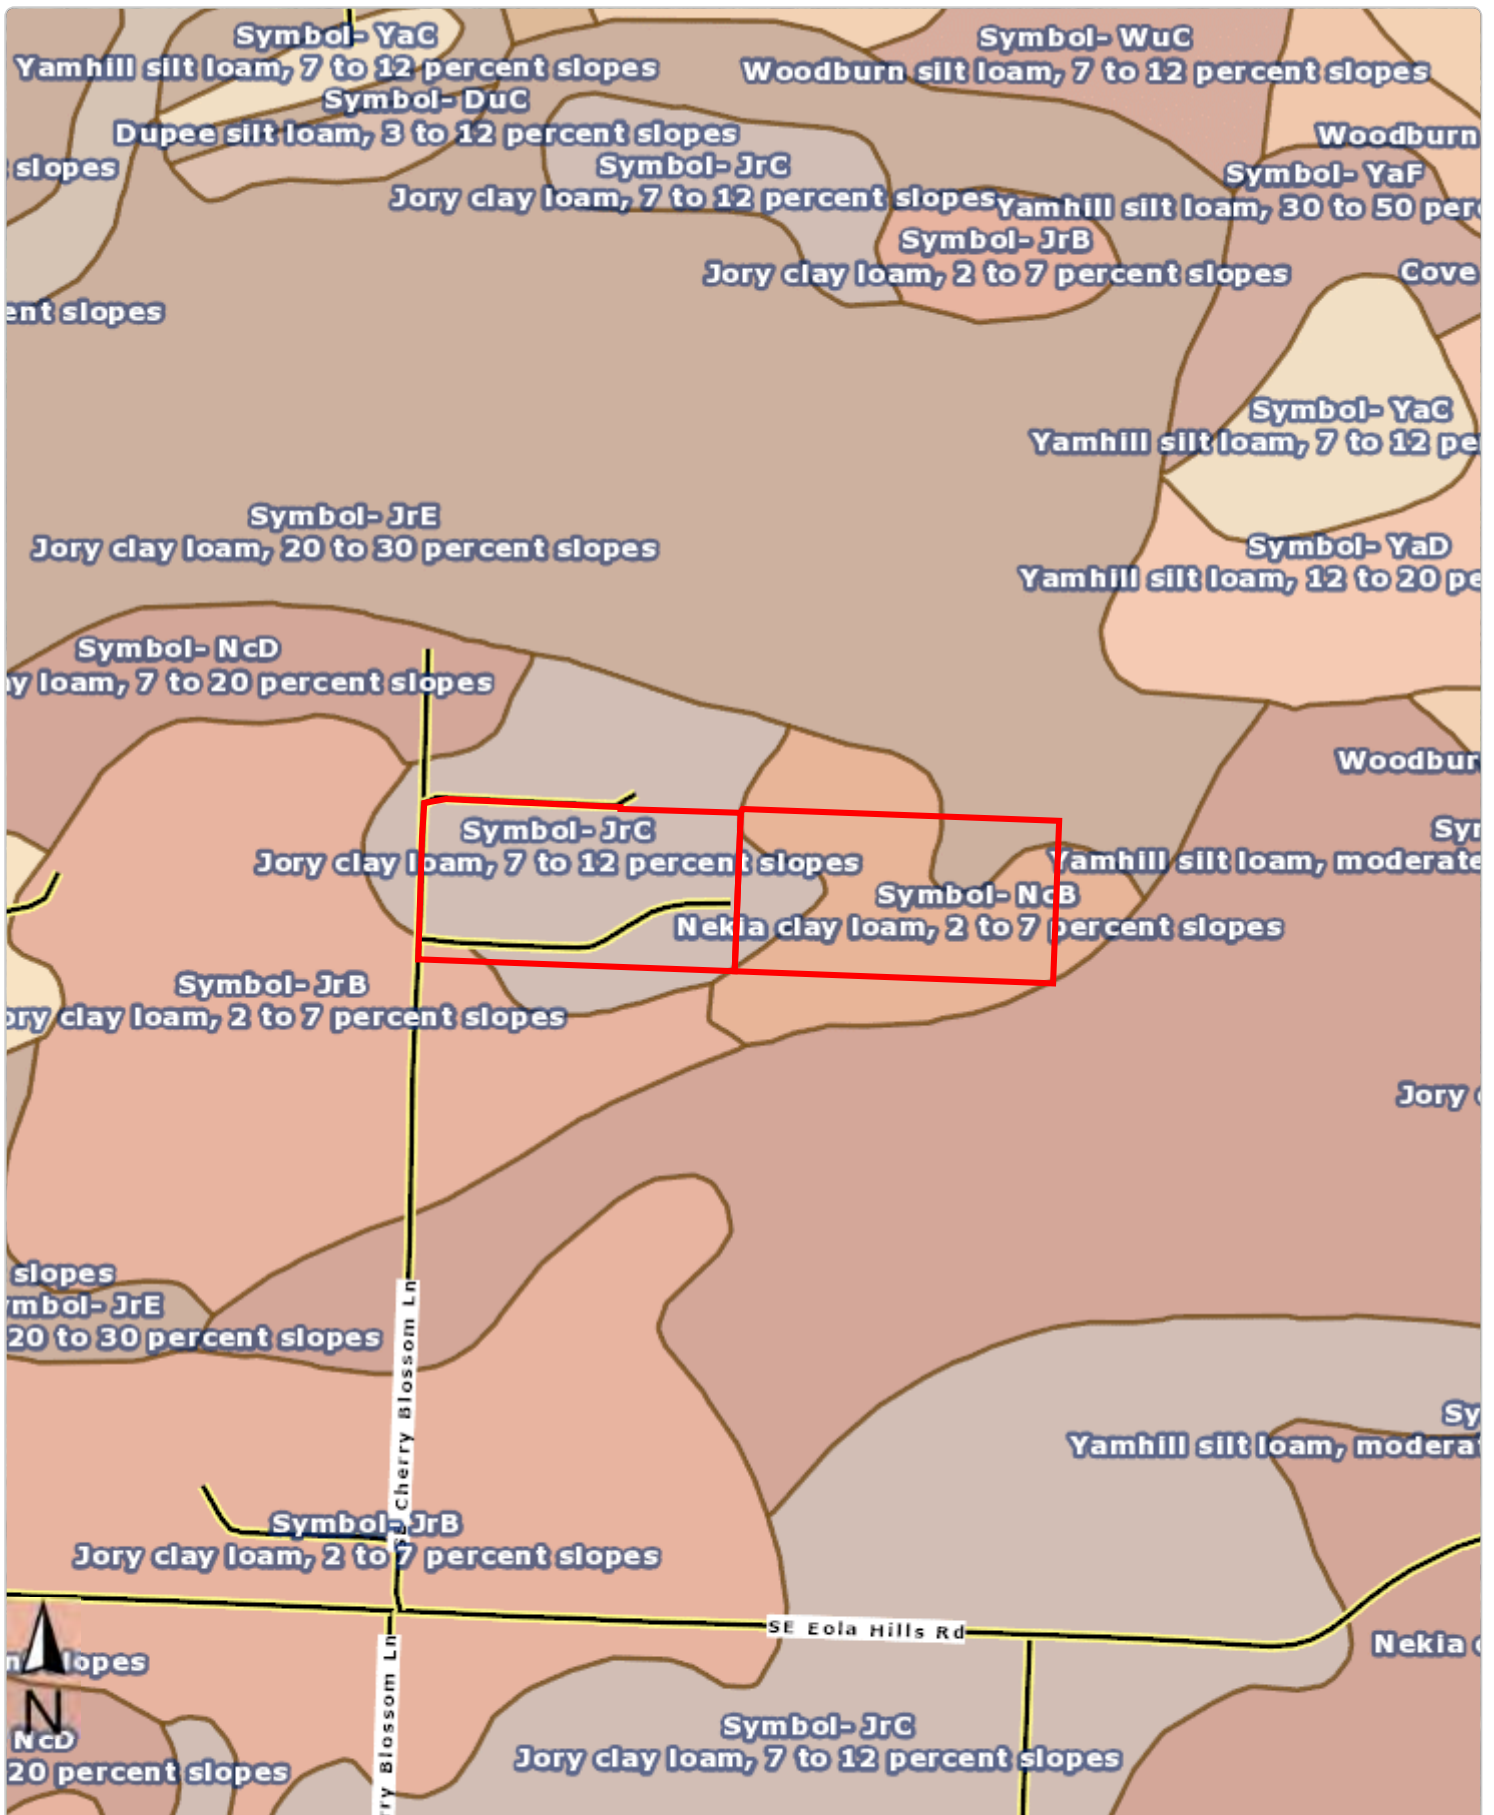 Symbol- YaC
Yamhill silt loam, 7 to 12 percent slopes
Symbol- WuC
Woodburn silt loam, 7 to 12 percent slopes
Symbol- DuC
Dupee silt loam, 3 to 12 percent slopes
Woodburn
slopes
Symbol- JrC
Jory clay loam, 7 to 12 percent slopes
Symbol- YaF
Yamhill silt loam, 30 to 50 per
Symbol- JrB
Jory clay loam, 2 to 7 percent slopes
Cove
ent slopes
Symbol- YaC
Yamhill silt loam, 7 to 12 pe
Symbol- JrE
Jory clay loam, 20 to 30 percent slopes
Symbol- YaD
Yamhill silt loam, 12 to 20 pe
Symbol- NcD
ay loam, 7 to 20 percent slopes
Woodbur
Symbol- JrC
Jory clay loam, 7 to 12 percent slopes
Syr
Yamhill silt loam, moderate
Symbol- NcB
Nekia clay loam, 2 to 7 percent slopes
Symbol- JrB
ory clay loam, 2 to 7 percent slopes
Jory
slopes
mbol- JrE
20 to 30 percent slopes
SE Cherry Blossom Ln
Sy
Yamhill silt loam, modera
Symbol- JrB
Jory clay loam, 2 to 7 percent slopes
SE Eola Hills Rd
Nekia
lopes
N
NcD
20 percent slopes
rry Blossom Ln
Symbol- JrC
Jory clay loam, 7 to 12 percent slopes